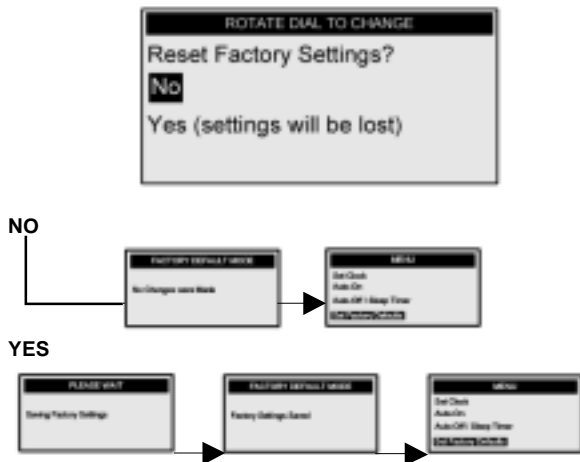 ROTATE DIAL TO CHANGE
Reset Factory Settings?
No
Yes (settings will be lost)
NO
FACTORY DEFAULT MODE
No Changes were Made
MENU
Set Clock
Auto On
Auto Off / Sleep Timer
Set Factory Defaults
YES
PLEASE WAIT
Saving Factory Settings
FACTORY DEFAULT MODE
Factory Settings Saved
MENU
Set Clock
Auto On
Auto Off / Sleep Timer
Set Factory Defaults